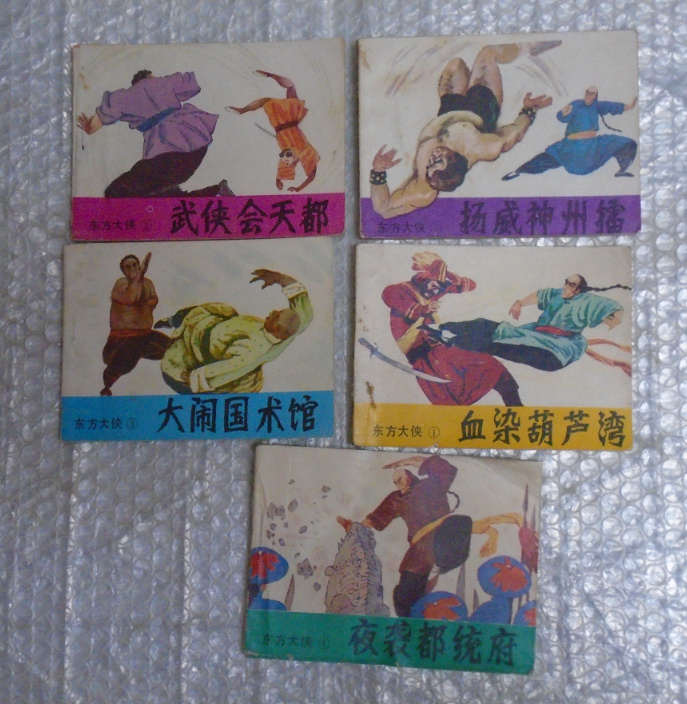 东方大侠 武侠会天都
东方大侠 扬威神州擂
东方大侠 ③ 大闹国术馆
东方大侠 ① 血染葫芦湾
东方大侠 夜袭都统府